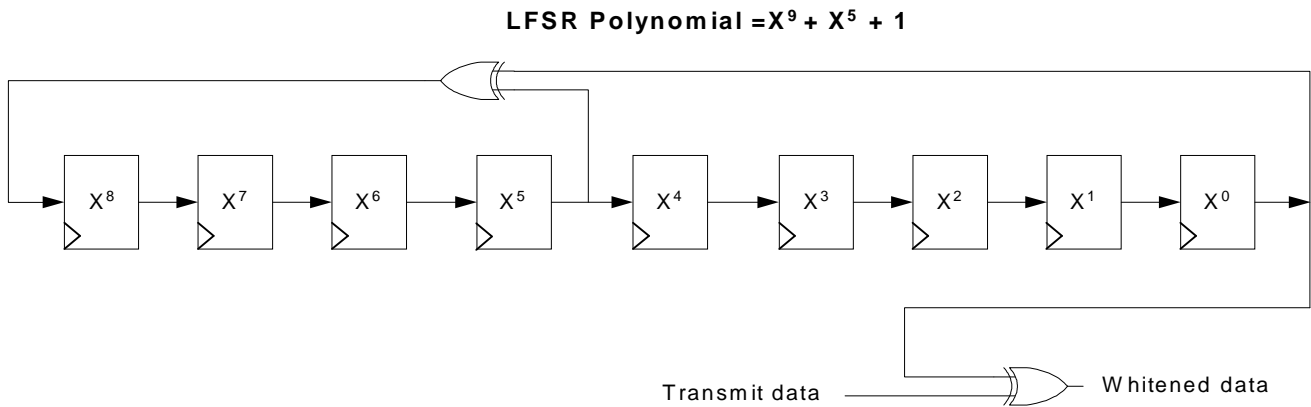 LFSR Polynomial =X⁹ + X⁵ + 1
X⁸ X⁷ X⁶ X⁵ X⁴ X³ X² X¹ X⁰
Transmit data
Whitened data